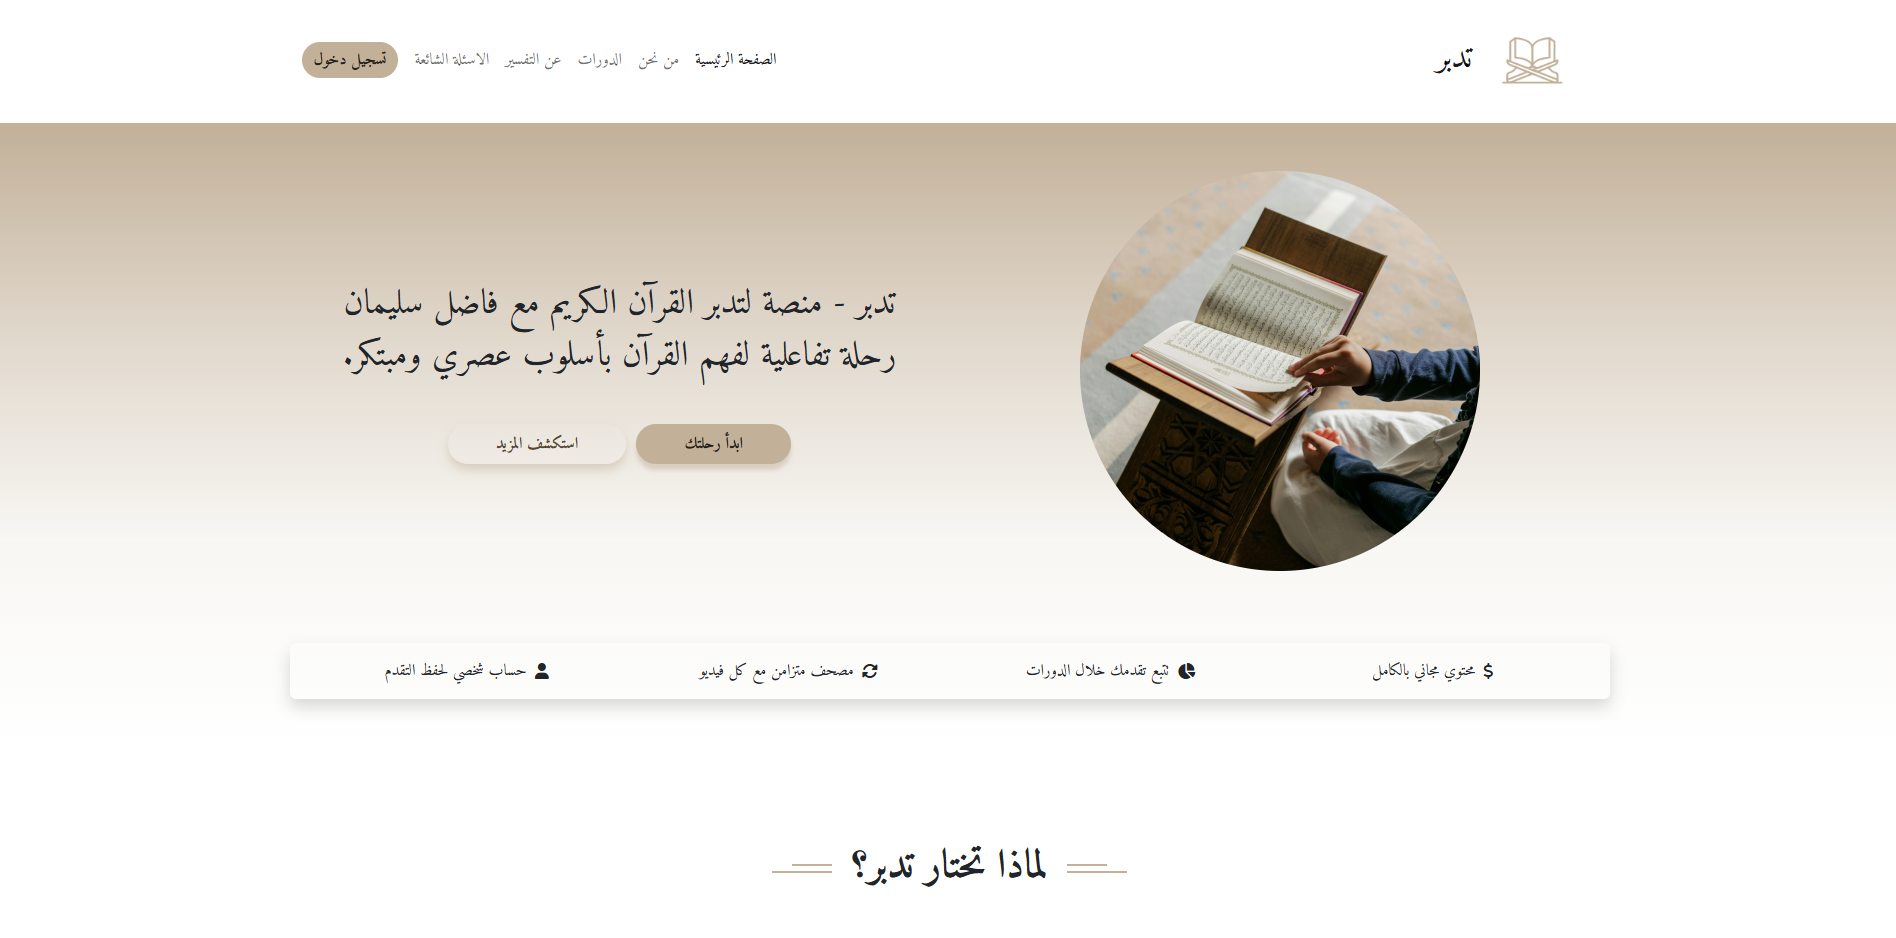 تدبر
الصفحة الرئيسية
من نحن
الدورات
عن التفسير
الاسئلة الشائعة
تسجيل دخول
تدبر - منصة لتدبر القرآن الكريم مع فاضل سليمان
رحلة تفاعلية لفهم القرآن بأسلوب عصري ومبتكر.
ابدأ رحلتك
استكشف المزيد
محتوي مجاني بالكامل
تتبع تقدمك خلال الدورات
مصحف متزامن مع كل فيديو
حساب شخصي لحفظ التقدم
لماذا تختار تدبر؟